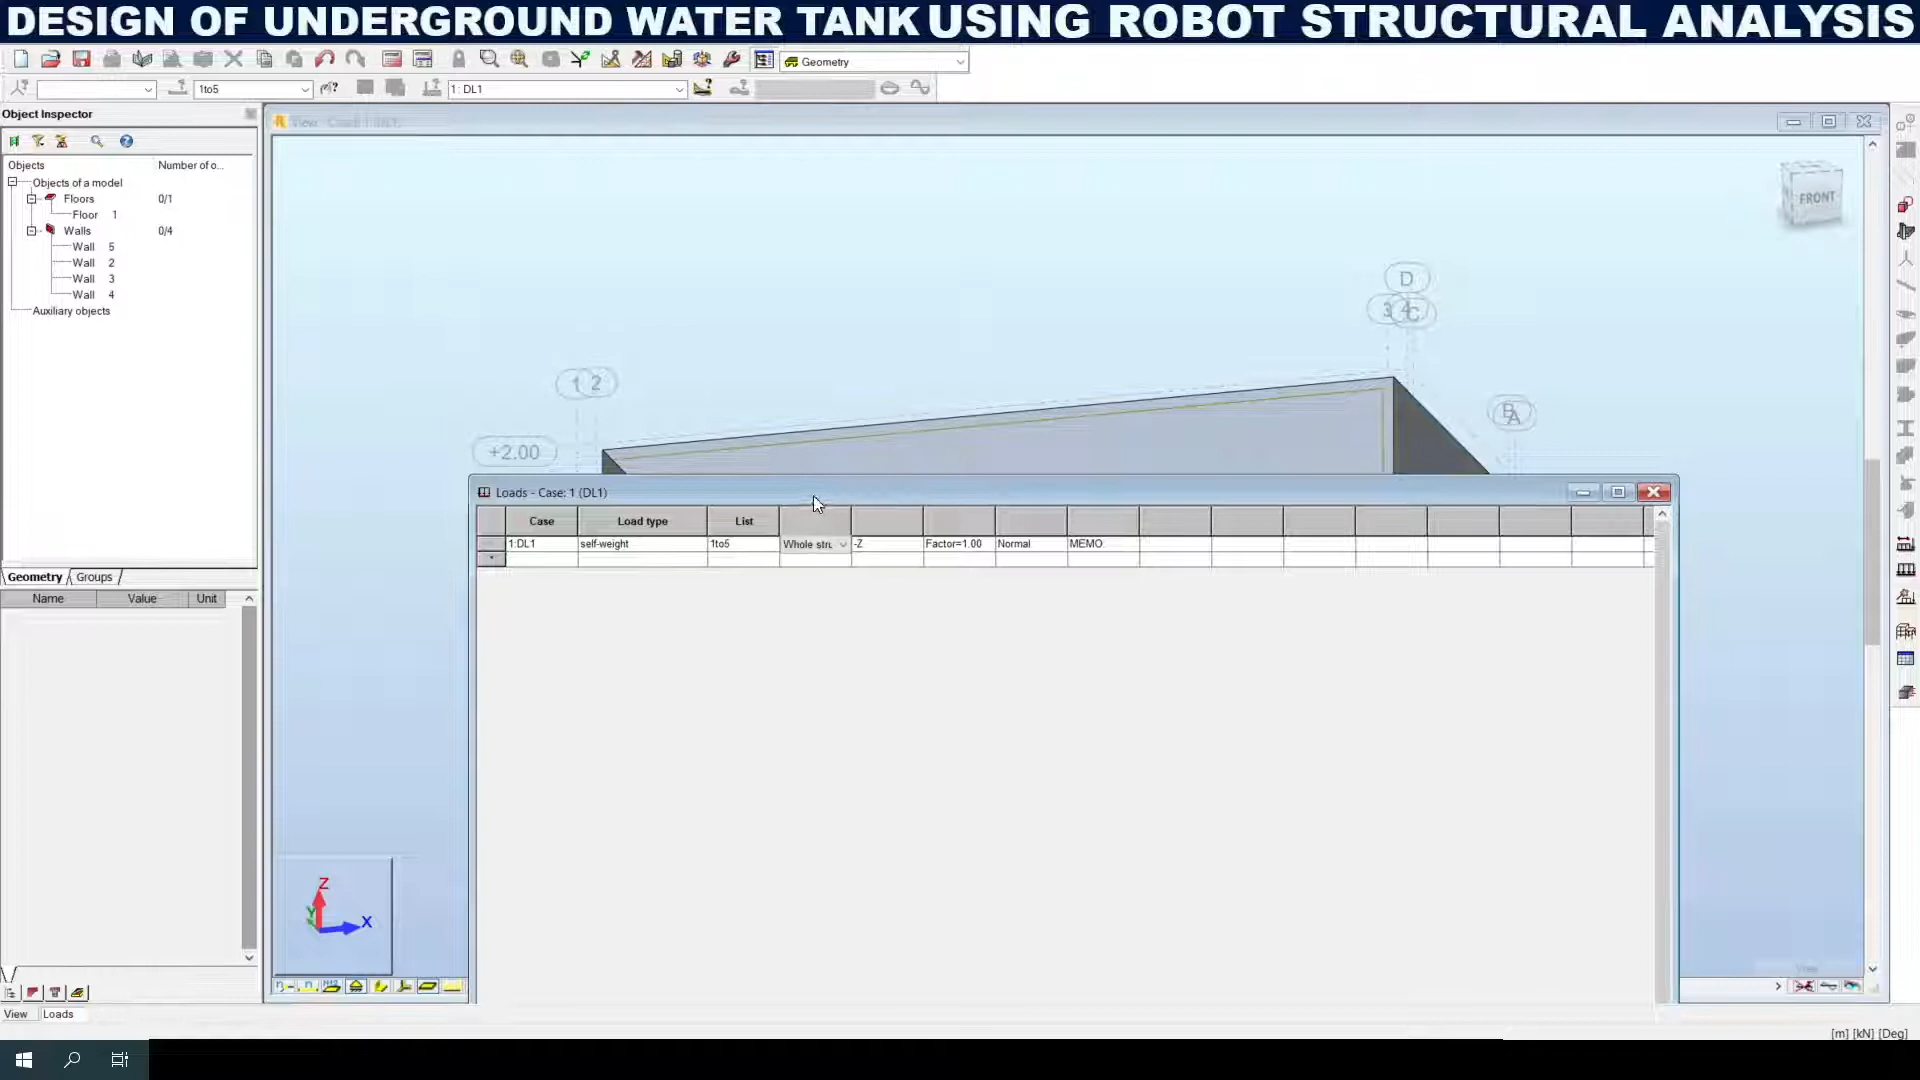 DESIGN OF UNDERGROUND WATER TANK USING ROBOT STRUCTURAL ANALYSIS
Geometry
1to5
1: DL1
Object Inspector
Objects Number of o...
Objects of a model
Floors 0/1
Floor 1
Walls 0/4
Wall 5
Wall 2
Wall 3
Wall 4
Auxiliary objects
Geometry Groups
Name Value Unit
FRONT
D
3 4 C
1 2
B A
+2.00
Loads - Case: 1 (DL1)
Case Load type List
1:DL1 self-weight 1to5 Whole stru -Z Factor=1.00 Normal MEMO:
*
Z
Y
X
View Loads
[m] [kN] [Deg]